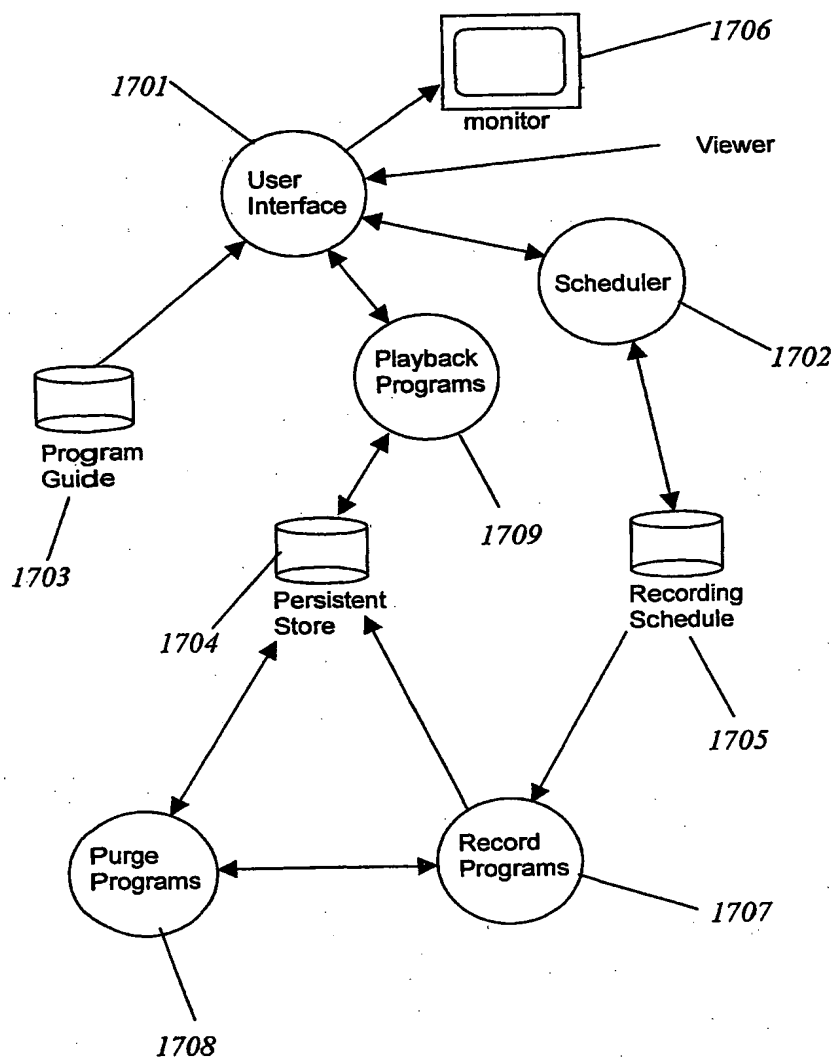 1706
1701
monitor
Viewer
User
Interface
Scheduler
1702
Playback
Programs
Program
Guide
1709
1703
Persistent
Store
1704
Recording
Schedule
1705
Purge
Programs
Record
Programs
1707
1708